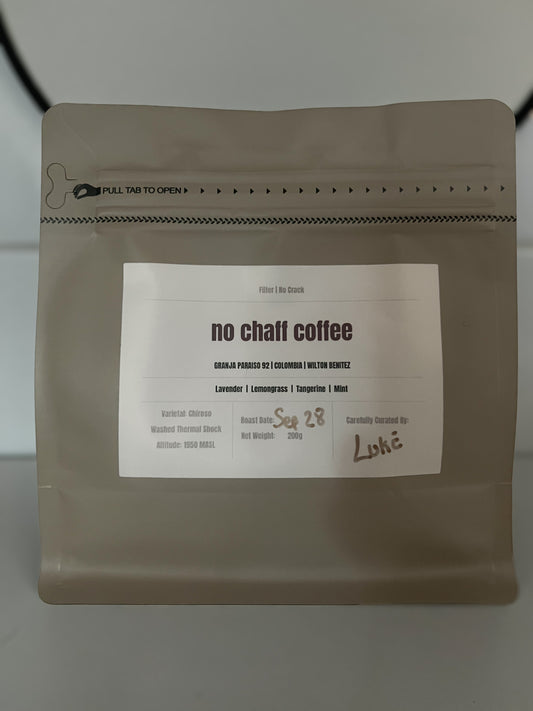 PULL TAB TO OPEN
Filter | No Crack
no chaff coffee
GRANJA PARAISO 92 | COLOMBIA | WILTON BENITEZ
Lavender | Lemongrass | Tangerine | Mint
Varietal: Chiroso
Washed Thermal Shock
Altitude: 1950 MASL
Roast Date: Sep 28
Net Weight: 200g
Carefully Curated By:
Luke